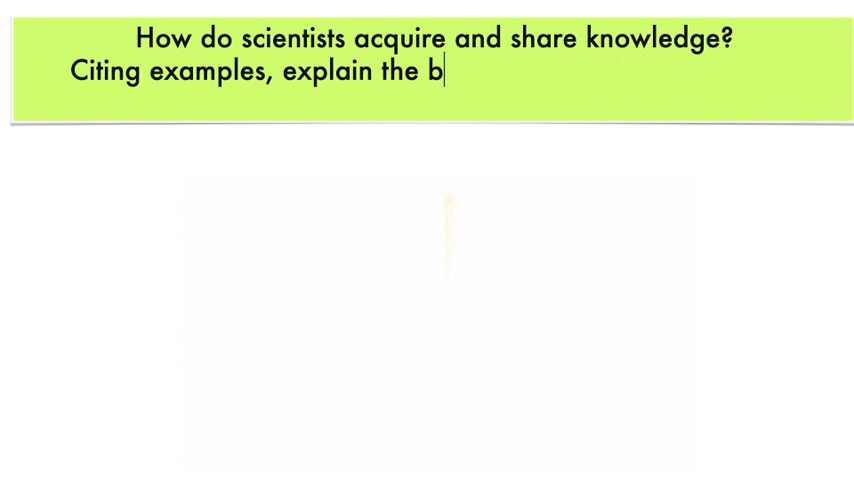 How do scientists acquire and share knowledge?
Citing examples, explain the b